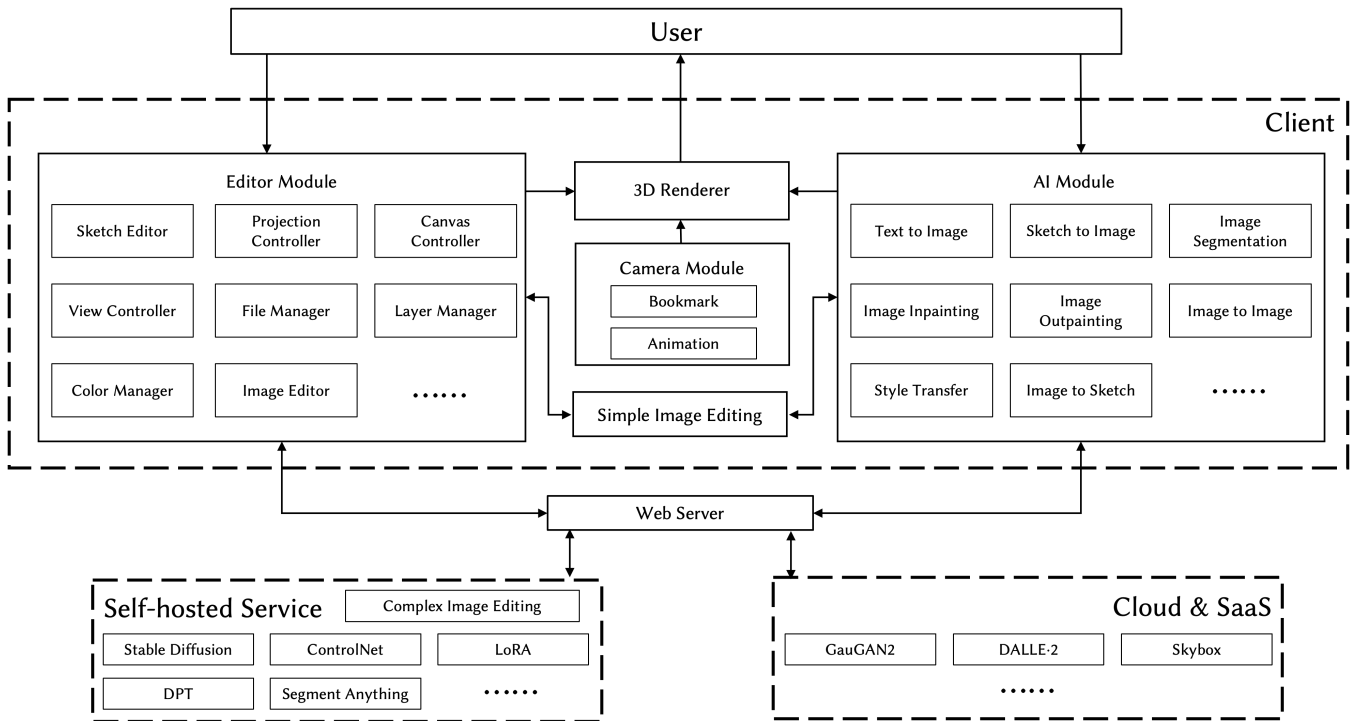 User
Client
Editor Module
Sketch Editor
Projection
Controller
Canvas
Controller
View Controller
File Manager
Layer Manager
Color Manager
Image Editor
......
3D Renderer
Camera Module
Bookmark
Animation
Simple Image Editing
AI Module
Text to Image
Sketch to Image
Image
Segmentation
Image Inpainting
Image
Outpainting
Image to Image
Style Transfer
Image to Sketch
......
Web Server
Self-hosted Service
Complex Image Editing
Stable Diffusion
ControlNet
LoRA
DPT
Segment Anything
......
Cloud & SaaS
GauGAN2
DALLE·2
Skybox
......